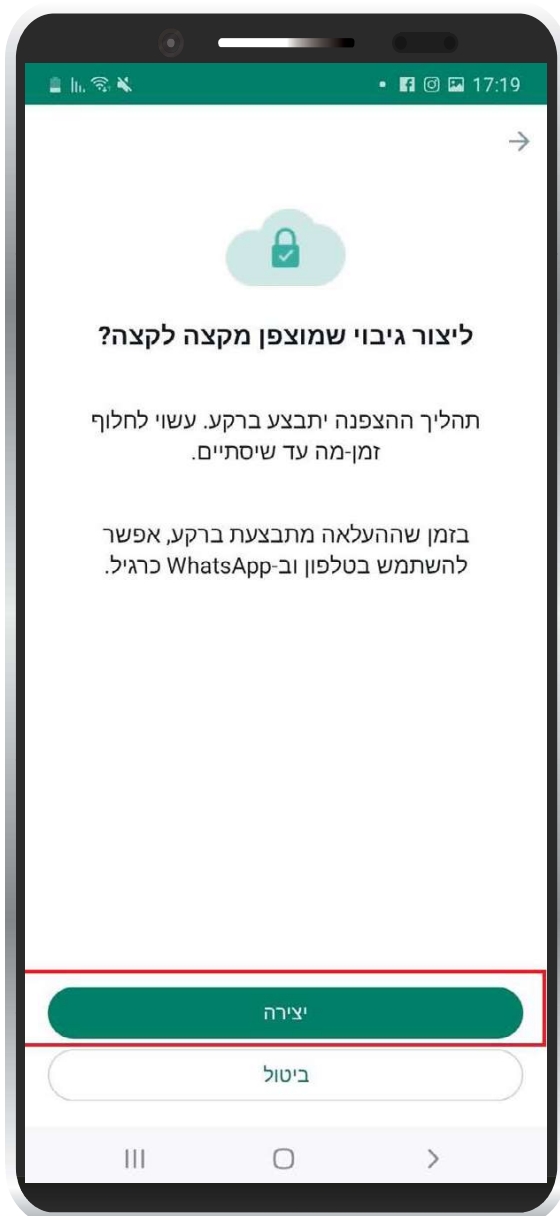 17:19
ליצור גיבוי שמוצפן מקצה לקצה?
תהליך ההצפנה יתבצע ברקע. עשוי לחלוף
זמן-מה עד שיסתיים.
בזמן שההעלאה מתבצעת ברקע, אפשר
להשתמש בטלפון וב-WhatsApp כרגיל.
יצירה
ביטול